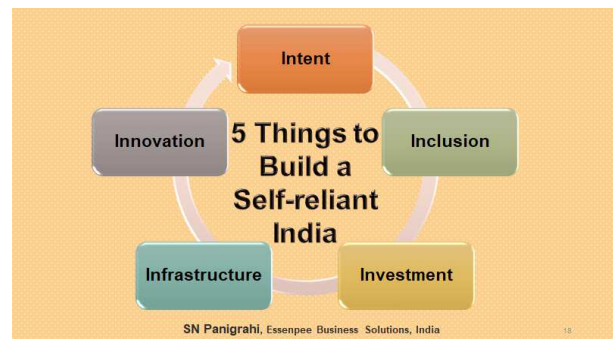 Intent
Inclusion
Investment
Infrastructure
Innovation
5 Things to
Build a
Self-reliant
India
SN Panigrahi, Essenpee Business Solutions, India
18